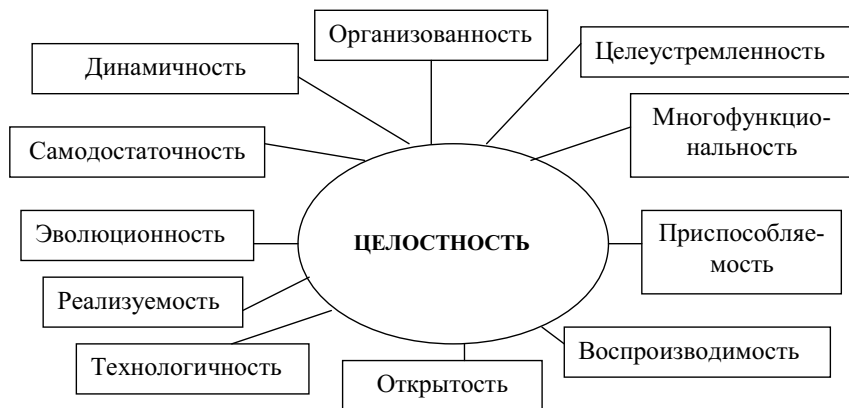 Организованность
Целеустремленность
Динамичность
Многофункцио-
нальность
Самодостаточность
Эволюционность
ЦЕЛОСТНОСТЬ
Приспособляе-
мость
Реализуемость
Технологичность
Воспроизводимость
Открытость